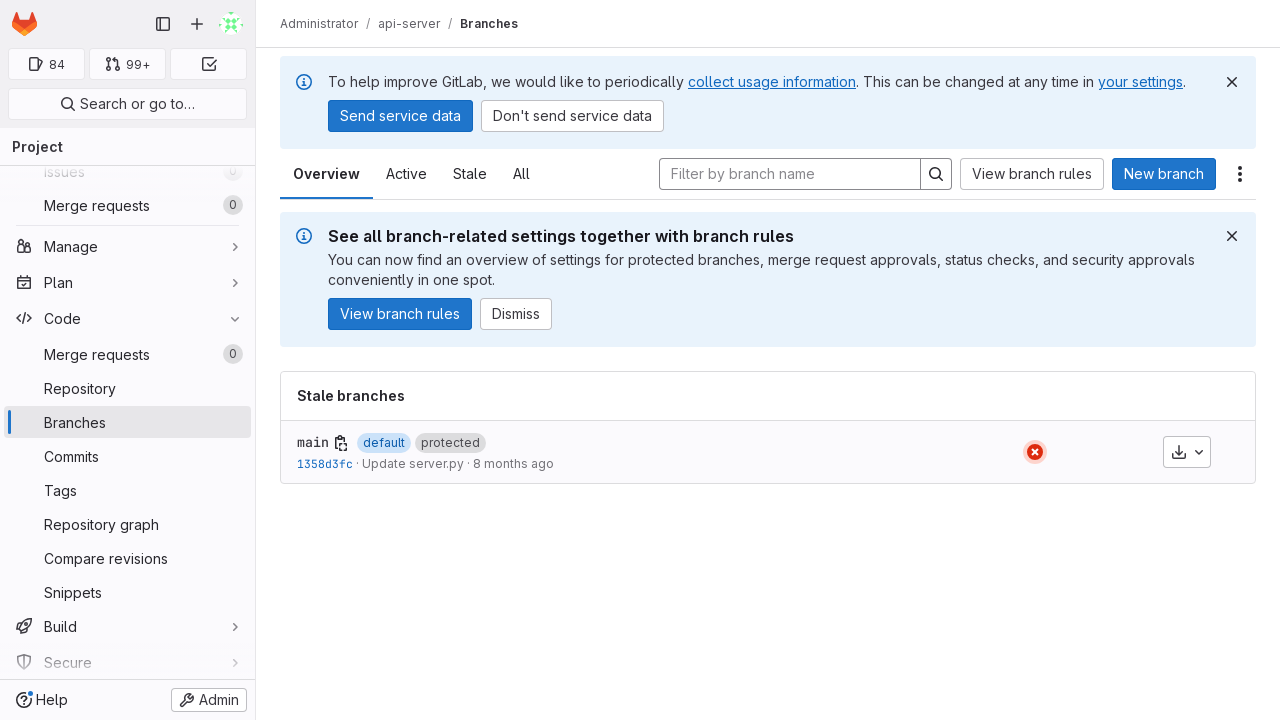 84
99+
Search or go to…
Project
Issues
0
Merge requests
0
Manage
Plan
Code
Merge requests
0
Repository
Branches
Commits
Tags
Repository graph
Compare revisions
Snippets
Build
Secure
Help
Admin
Administrator / api-server / Branches
To help improve GitLab, we would like to periodically collect usage information. This can be changed at any time in your settings.
Send service data
Don't send service data
Overview
Active
Stale
All
Filter by branch name
View branch rules
New branch
See all branch-related settings together with branch rules
You can now find an overview of settings for protected branches, merge request approvals, status checks, and security approvals
conveniently in one spot.
View branch rules
Dismiss
Stale branches
main
default
protected
1358d3fc · Update server.py · 8 months ago